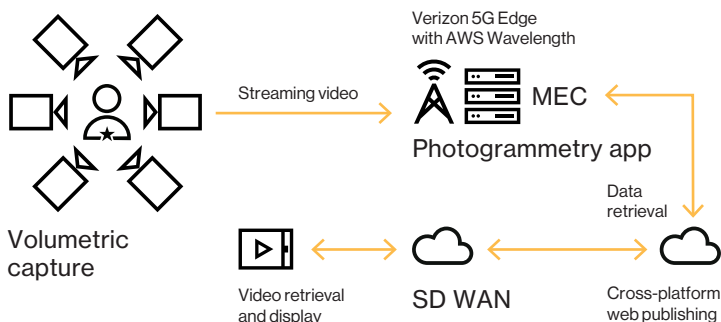 Verizon 5G Edge
with AWS Wavelength
Streaming video
MEC
Photogrammetry app
Data
retrieval
Volumetric
capture
Video retrieval
and display
SD WAN
Cross-platform
web publishing